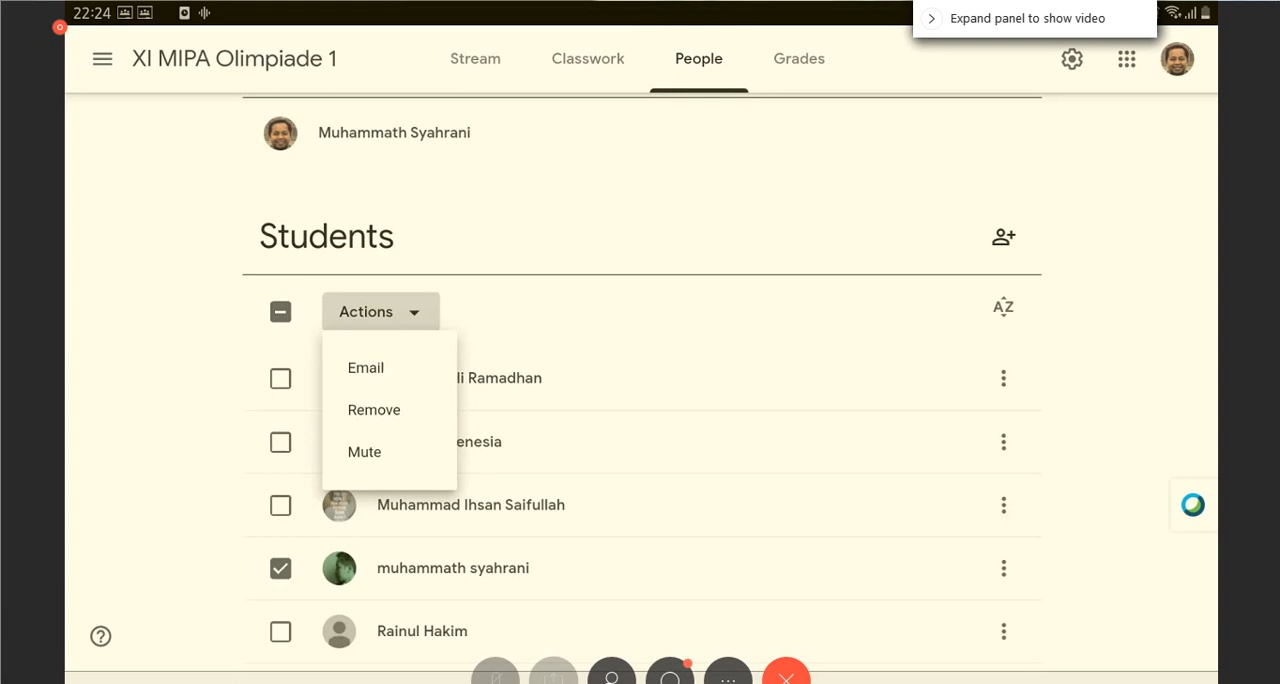 22:24
Expand panel to show video
XI MIPA Olimpiade 1
Stream
Classwork
People
Grades
Muhammath Syahrani
Students
Actions
AZ
Email
li Ramadhan
Remove
enesia
Mute
Muhammad Ihsan Saifullah
muhammath syahrani
Rainul Hakim